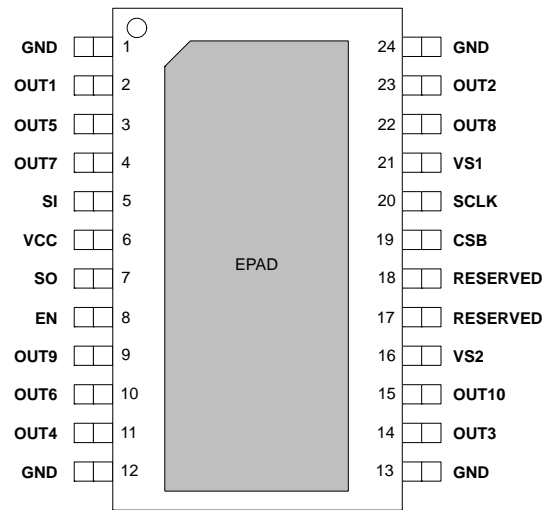 GND 1 24 GND
OUT1 2 23 OUT2
OUT5 3 22 OUT8
OUT7 4 21 VS1
SI 5 20 SCLK
VCC 6 19 CSB
EPAD
SO 7 18 RESERVED
EN 8 17 RESERVED
OUT9 9 16 VS2
OUT6 10 15 OUT10
OUT4 11 14 OUT3
GND 12 13 GND